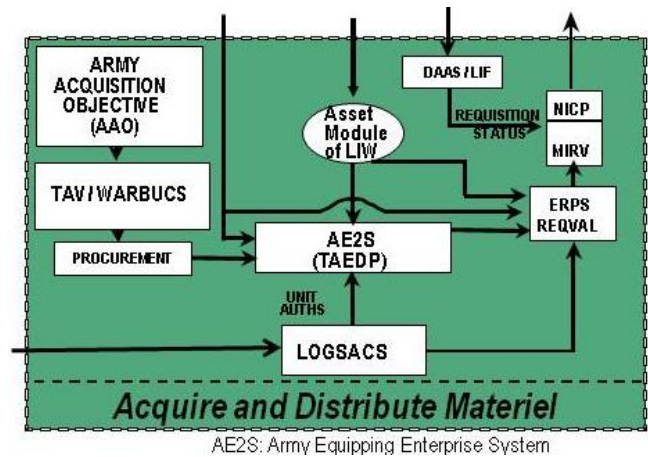 ARMY
ACQUISITION
OBJECTIVE
(AAO)
TAV/WARBUCS
PROCUREMENT
Asset
Module
of LIW
DAAS/LIF
REQUISITION
STATUS
NICP
MIRV
ERPS
REQVAL
AE2S
(TAEDP)
UNIT
AUTHS
LOGSACS
Acquire and Distribute Materiel
AE2S: Army Equipping Enterprise System